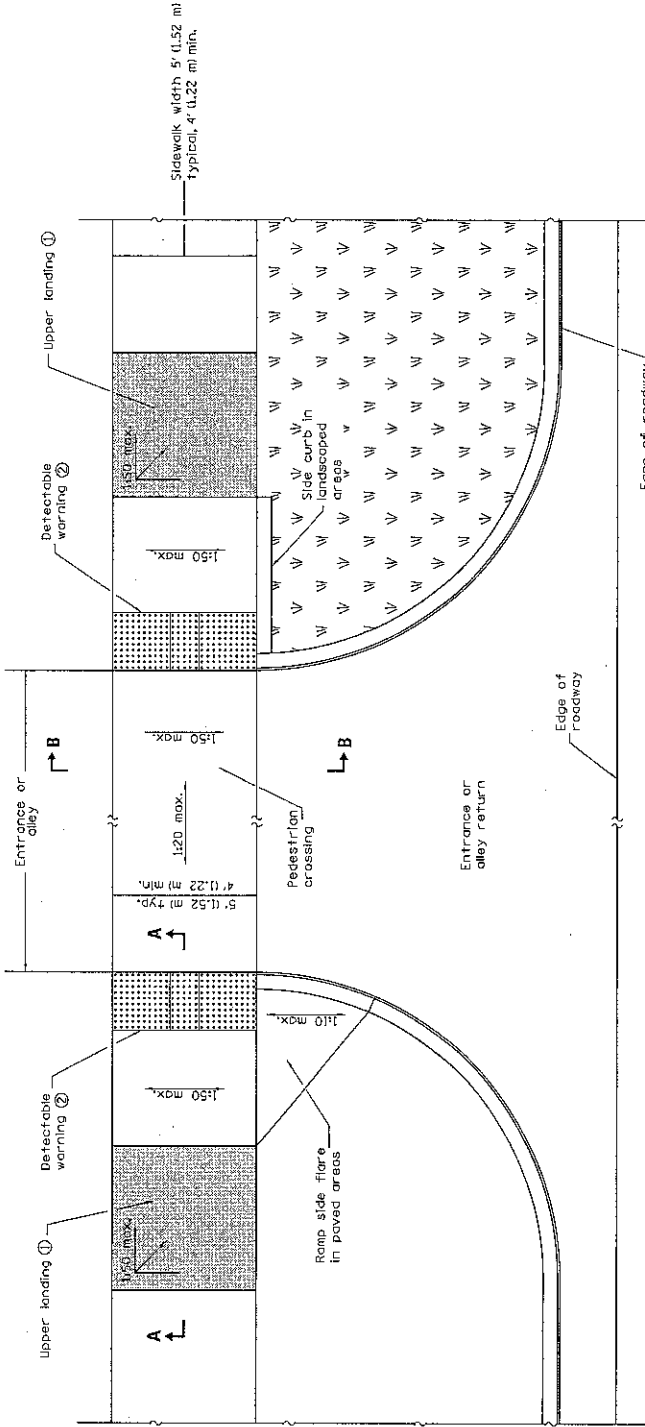 Entrance or
alley
Upper landing ①
Detectable
warning ②
Detectable
warning ②
Upper landing ①
Sidewalk width 5' (1.52 m)
typical, 4' (1.22 m) min.
1:50 max.
1:50 max.
5' (1.52 m) typ.
4' (1.22 m) min.
1:20 max.
1:50 max.
1:50 max.
1:50 max.
A
A
B
B
Side curb in
landscaped
areas
1:10 max.
Ramp side flare
in paved areas
Pedestrian
crossing
Entrance or
alley return
Edge of
roadway